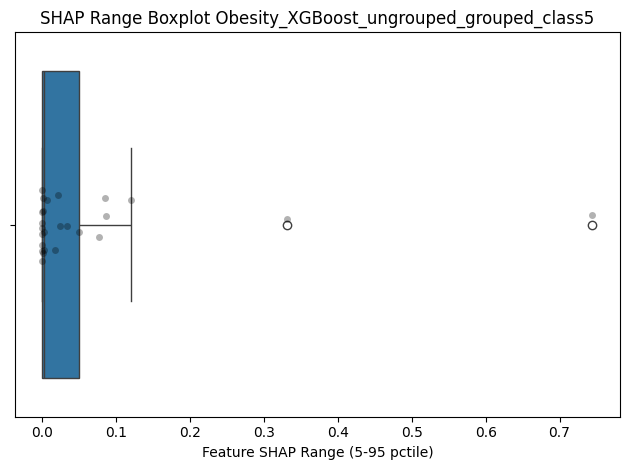 SHAP Range Boxplot Obesity_XGBoost_ungrouped_grouped_class5
0.0 0.1 0.2 0.3 0.4 0.5 0.6 0.7
Feature SHAP Range (5-95 pctile)